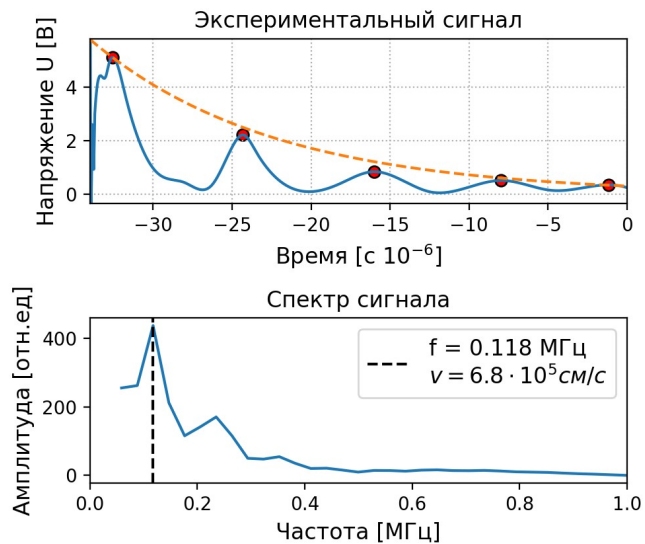 Экспериментальный сигнал
Напряжение U [В]
4
2
0
−30
−25
−20
−15
−10
−5
0
Время [с 10⁻⁶]
Спектр сигнала
Амплитуда [отн.ед]
400
200
0
f = 0.118 МГц
v = 6.8 · 10⁵см/с
0.0
0.2
0.4
0.6
0.8
1.0
Частота [МГц]